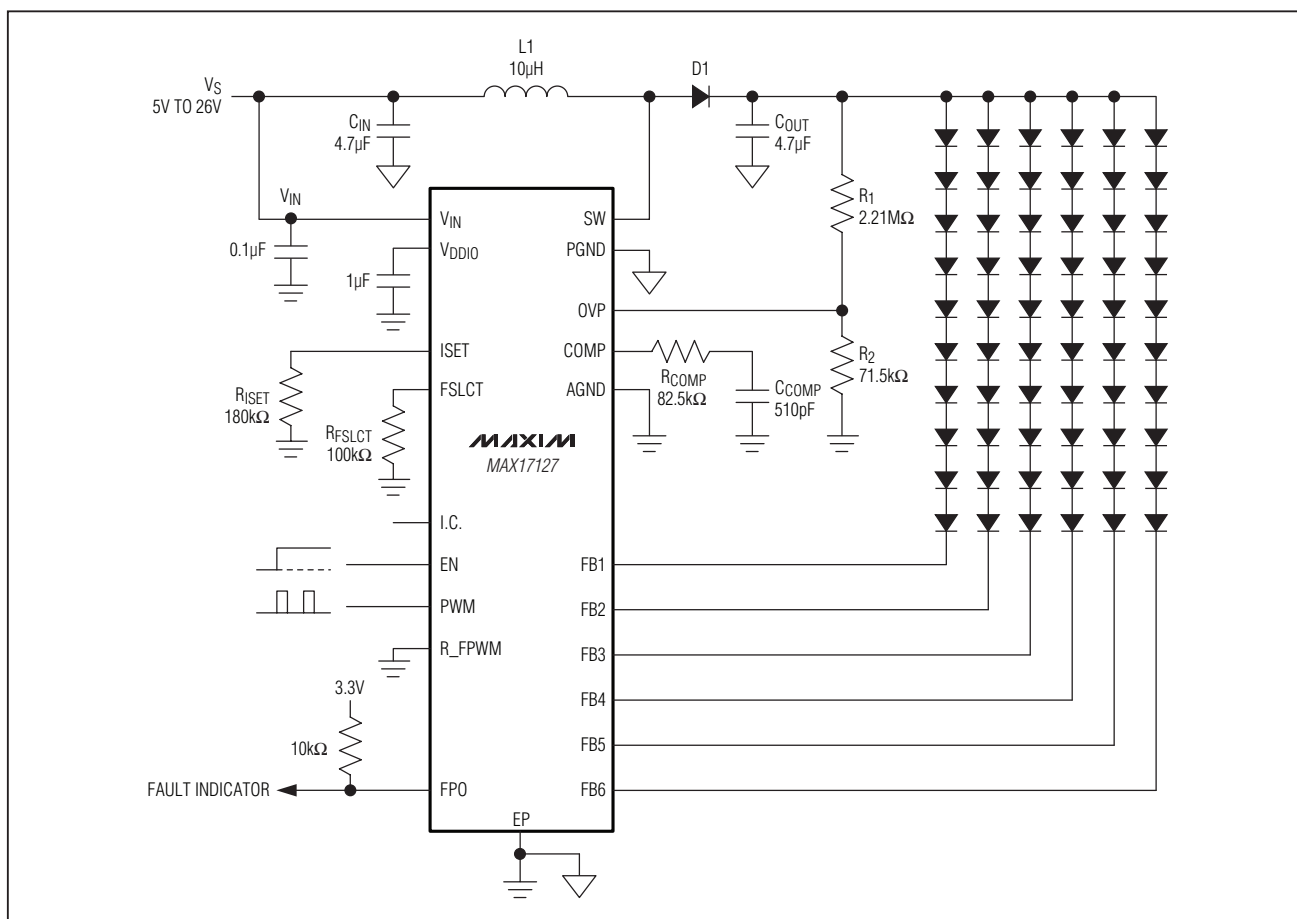 L1
10µH
D1
VS
5V TO 26V
CIN
4.7µF
COUT
4.7µF
R1
2.21MΩ
VIN
0.1µF
VIN
SW
VDDIO
PGND
1µF
OVP
ISET
COMP
R2
71.5kΩ
RCOMP
82.5kΩ
CCOMP
510pF
FSLCT
AGND
RISET
180kΩ
RFSLCT
100kΩ
MAXIM
MAX17127
I.C.
EN
FB1
PWM
FB2
R_FPWM
FB3
3.3V
FB4
10kΩ
FB5
FAULT INDICATOR
FPO
FB6
EP